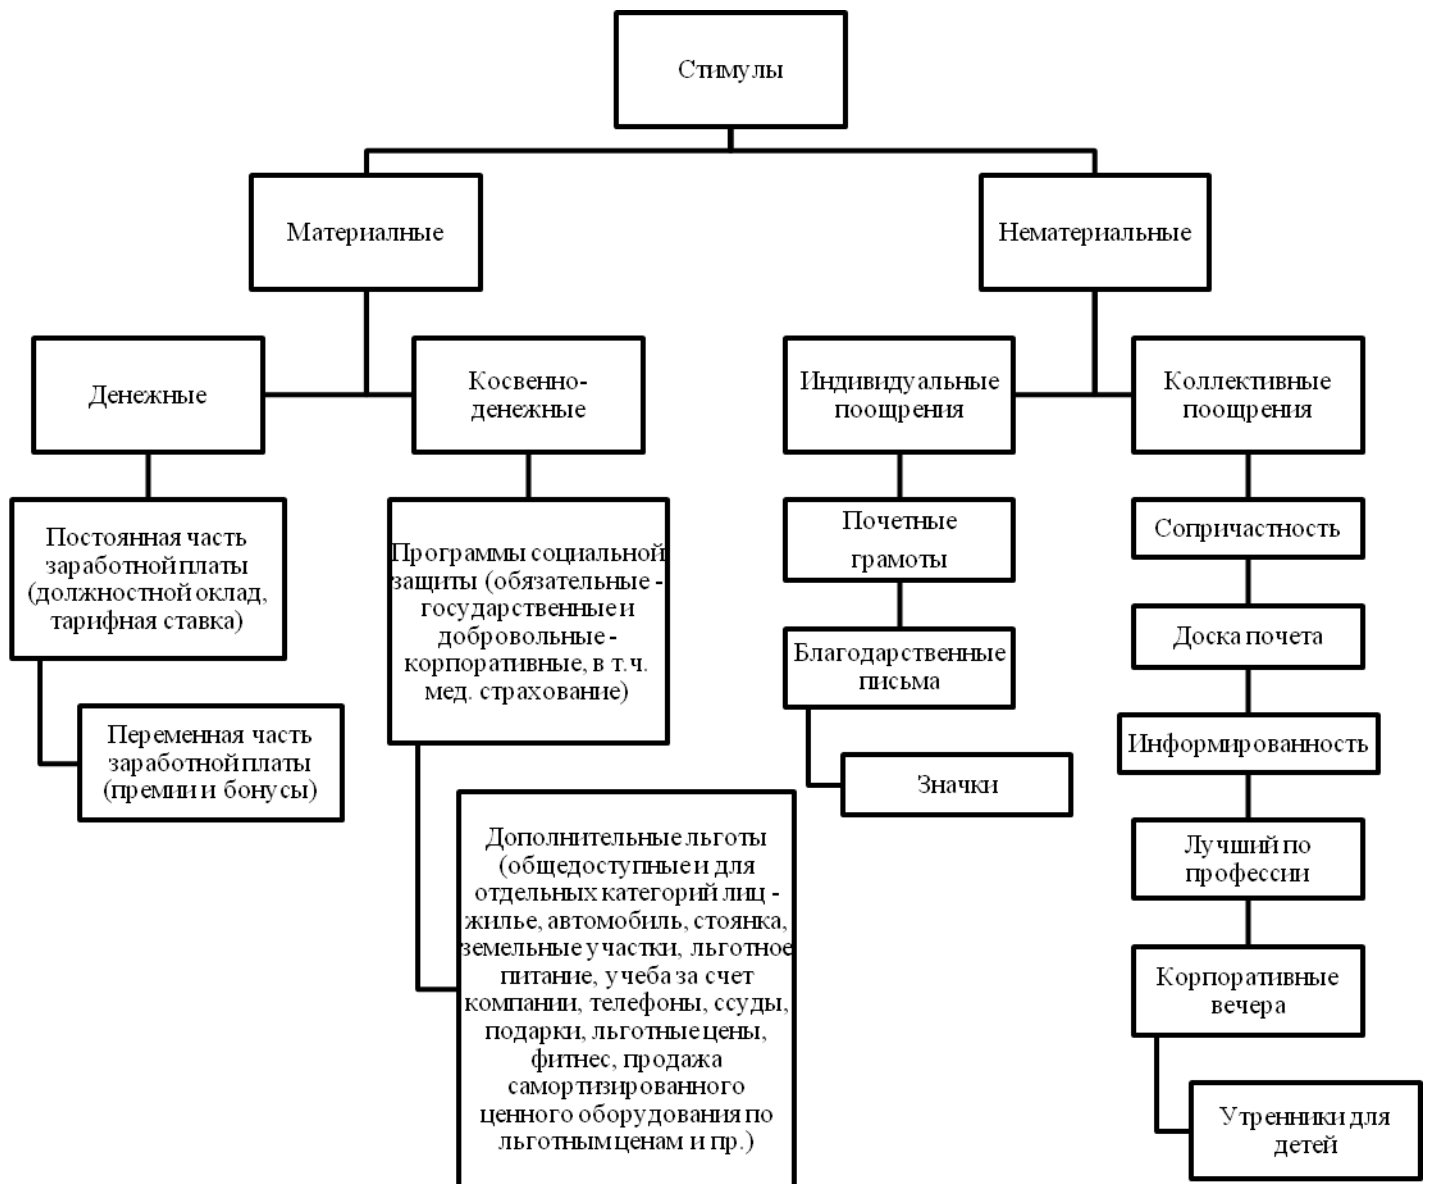 Стимулы
Материалные
Нематериальные
Денежные
Косвенно-
денежные
Индивидуальные
поощрения
Коллективные
поощрения
Постоянная часть
заработной платы
(должностной оклад,
тарифная ставка)
Переменная часть
заработной платы
(премии и бонусы)
Программы социальной
защиты (обязательные -
государственные и
добровольные -
корпоративные, в т.ч.
мед. страхование)
Дополнительные льготы
(общедоступные и для
отдельных категорий лиц -
жилье, автомобиль, стоянка,
земельные участки, льготное
питание, учеба за счет
компании, телефоны, ссуды,
подарки, льготные цены,
фитнес, продажа
самортизированного
ценного оборудования по
льготным ценам и пр.)
Почетные
грамоты
Благодарственные
письма
Значки
Сопричастность
Доска почета
Информированность
Лучший по
профессии
Корпоративные
вечера
Утренники для
детей